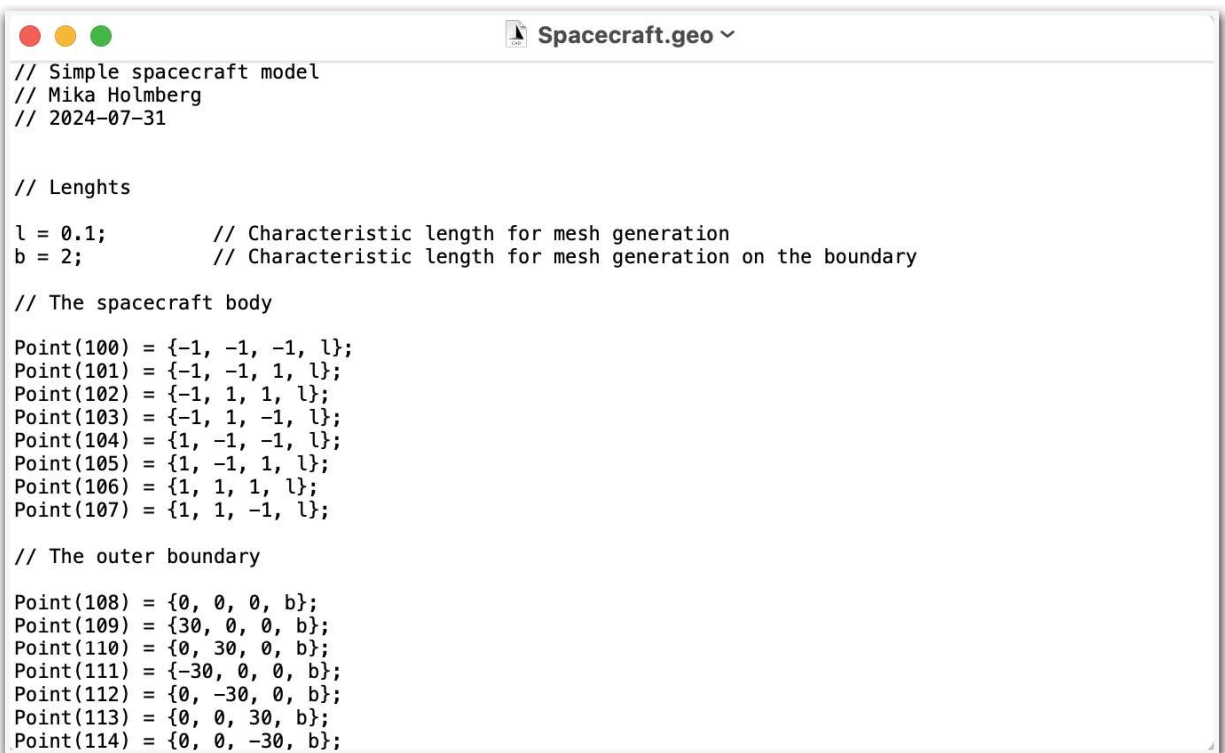 Spacecraft.geo
// Simple spacecraft model
// Mika Holmberg
// 2024-07-31
// Lenghts
l = 0.1; // Characteristic length for mesh generation
b = 2; // Characteristic length for mesh generation on the boundary
// The spacecraft body
Point(100) = {-1, -1, -1, l};
Point(101) = {-1, -1, 1, l};
Point(102) = {-1, 1, 1, l};
Point(103) = {-1, 1, -1, l};
Point(104) = {1, -1, -1, l};
Point(105) = {1, -1, 1, l};
Point(106) = {1, 1, 1, l};
Point(107) = {1, 1, -1, l};
// The outer boundary
Point(108) = {0, 0, 0, b};
Point(109) = {30, 0, 0, b};
Point(110) = {0, 30, 0, b};
Point(111) = {-30, 0, 0, b};
Point(112) = {0, -30, 0, b};
Point(113) = {0, 0, 30, b};
Point(114) = {0, 0, -30, b};